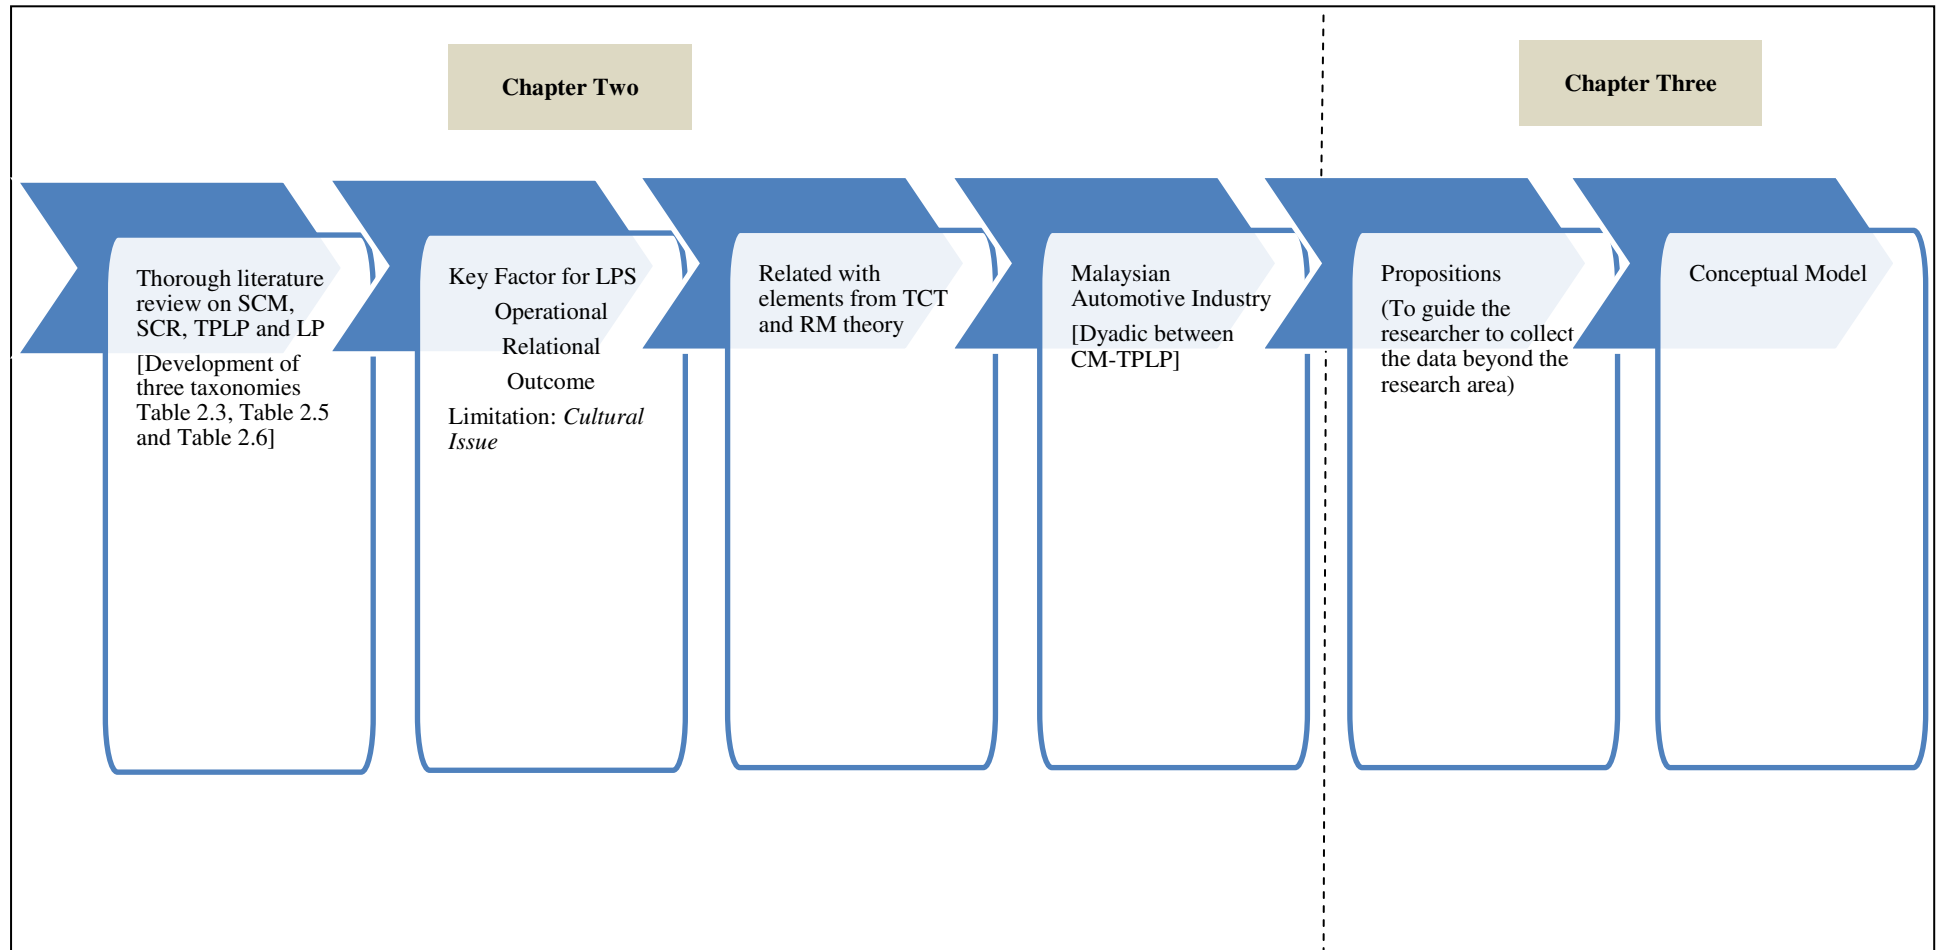 Chapter Two
Chapter Three
Thorough literature
review on SCM,
SCR, TPLP and LP
[Development of
three taxonomies
Table 2.3, Table 2.5
and Table 2.6]
Key Factor for LPS
Operational
Relational
Outcome
Limitation: Cultural
Issue
Related with
elements from TCT
and RM theory
Malaysian
Automotive Industry
[Dyadic between
CM-TPLP]
Propositions
(To guide the
researcher to collect
the data beyond the
research area)
Conceptual Model